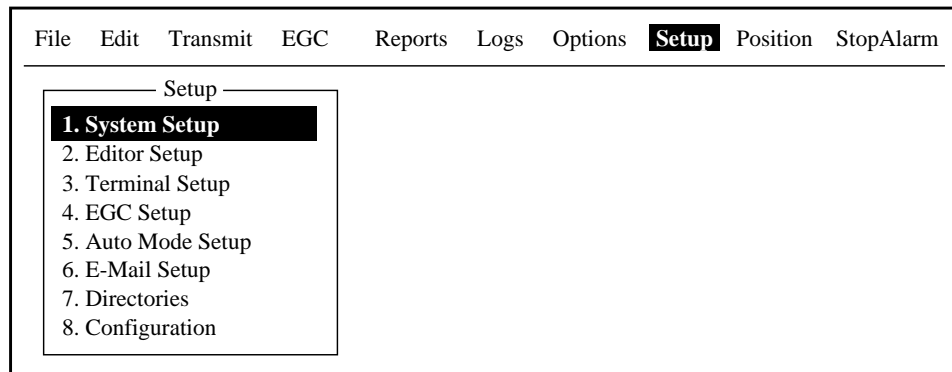 File Edit Transmit EGC Reports Logs Options Setup Position StopAlarm
Setup
1. System Setup
2. Editor Setup
3. Terminal Setup
4. EGC Setup
5. Auto Mode Setup
6. E-Mail Setup
7. Directories
8. Configuration